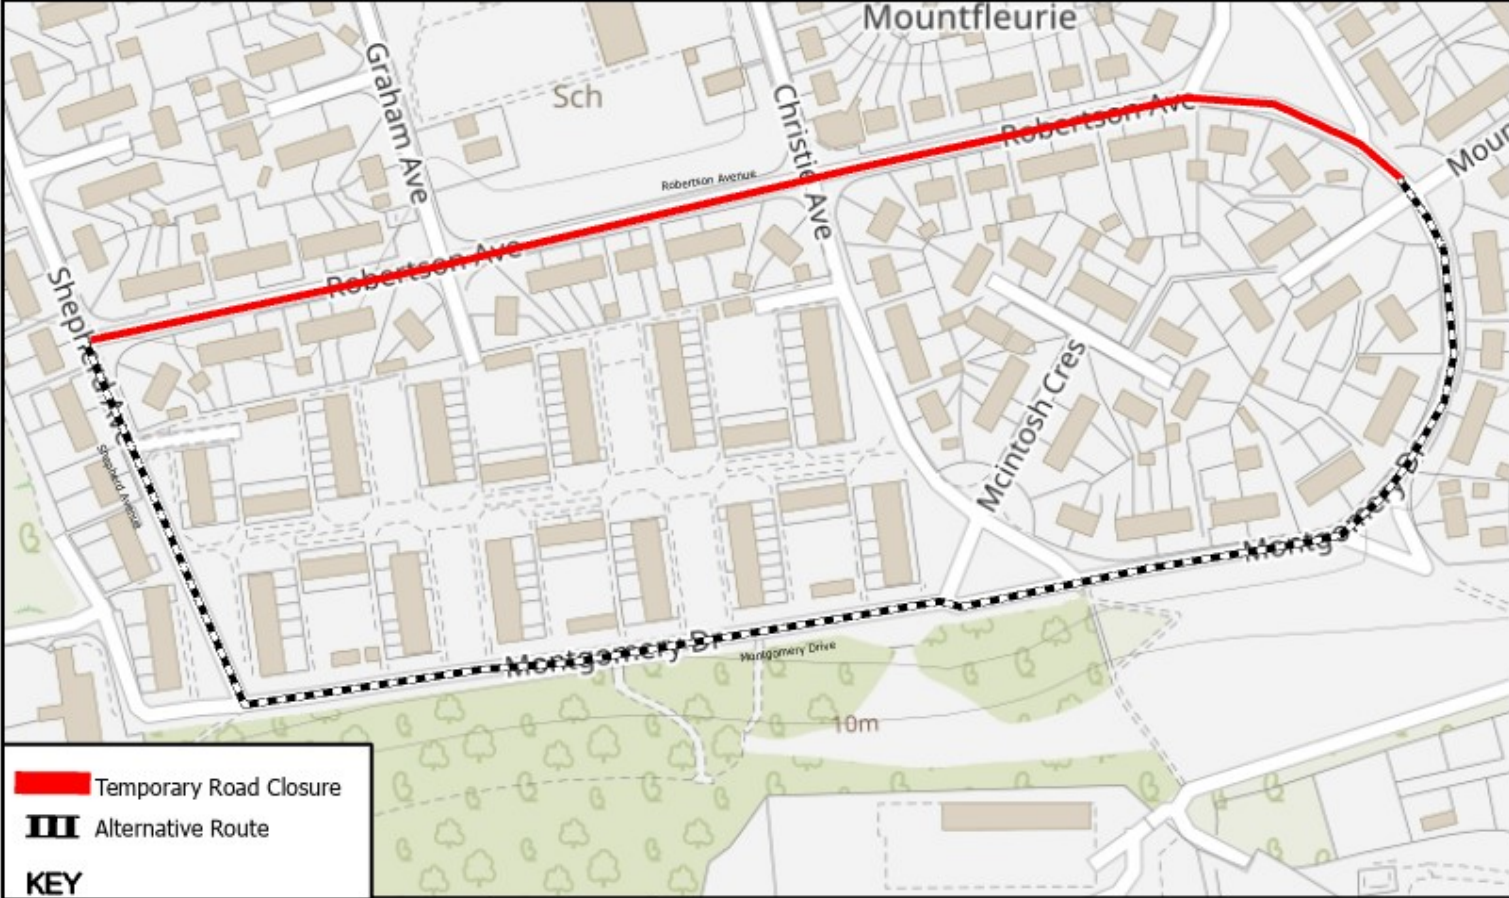 Mountfleurie
Graham Ave
Sch
Christie Ave
Robertson Ave
Robertson Avenue
Robertson Ave
Shepherd Ave
Shepherd Avenue
Mcintosh Cres
Montgomery D
Montgomery Dr
Montgomery Drive
10m
Temporary Road Closure
Alternative Route
KEY